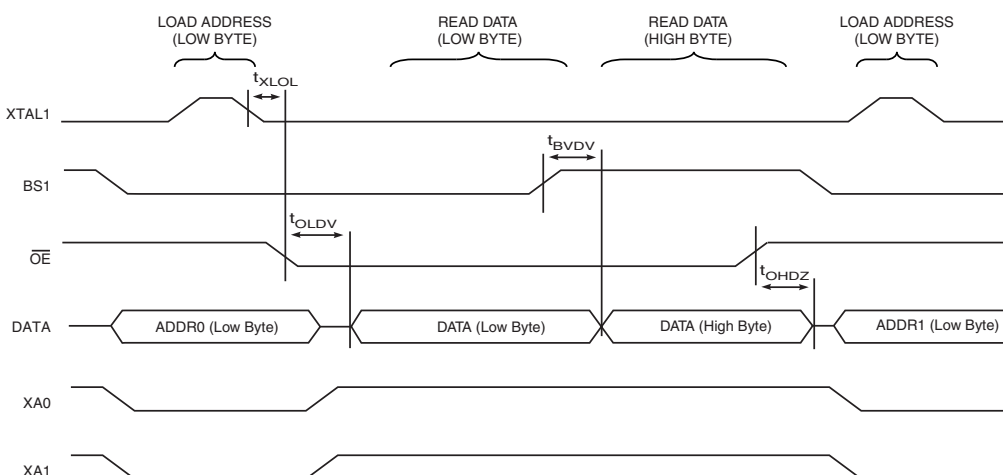 LOAD ADDRESS
(LOW BYTE)
READ DATA
(LOW BYTE)
READ DATA
(HIGH BYTE)
LOAD ADDRESS
(LOW BYTE)
tXLOL
XTAL1
tBVDV
BS1
tOLDV
OE
tOHDZ
DATA
ADDR0 (Low Byte)
DATA (Low Byte)
DATA (High Byte)
ADDR1 (Low Byte)
XA0
XA1